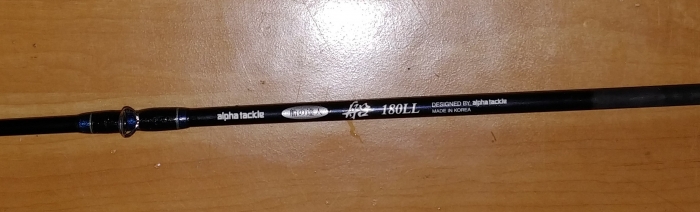 alpha tackle
180LL
DESIGNED BY, alpha tackle
MADE IN KOREA